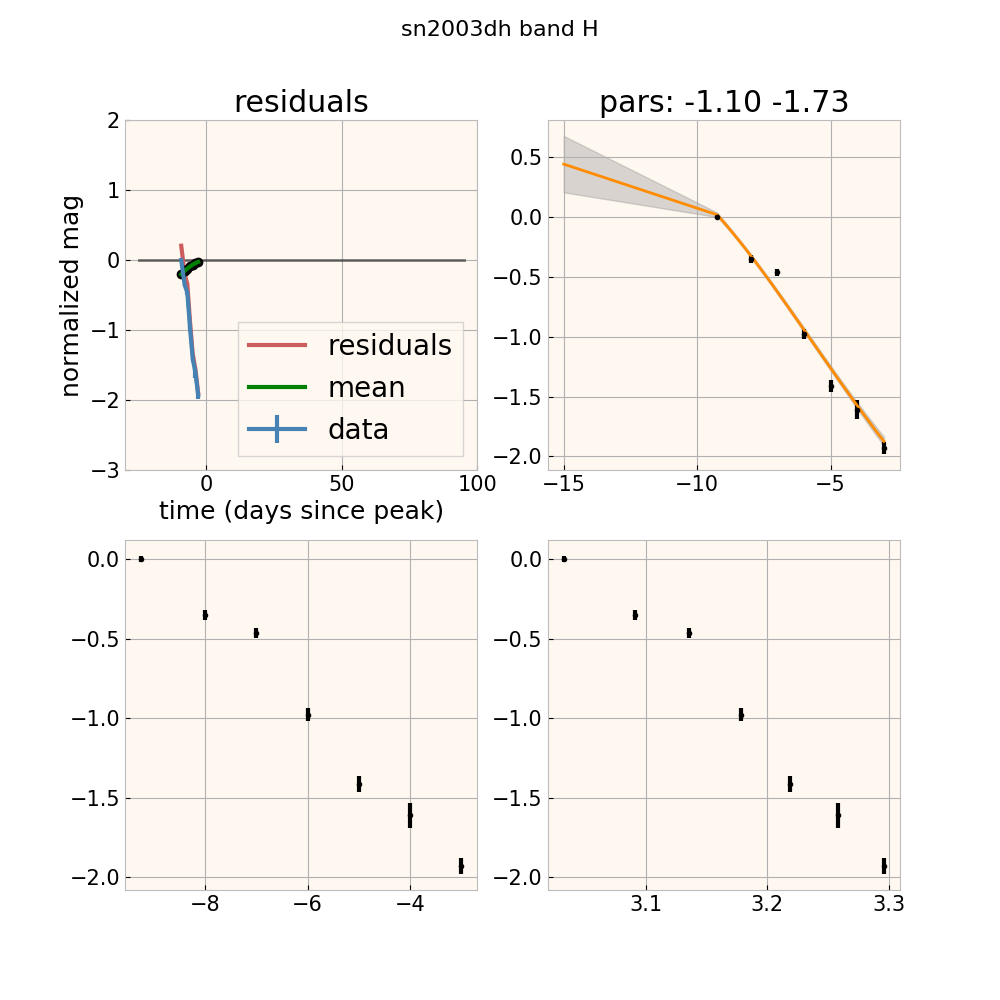 sn2003dh band H
residuals
pars: -1.10 -1.73
normalized mag
2
1
0
−1
−2
−3
residuals
mean
data
0 50 100
time (days since peak)
0.5
0.0
−0.5
−1.0
−1.5
−2.0
−15 −10 −5
0.0
−0.5
−1.0
−1.5
−2.0
−8 −6 −4
0.0
−0.5
−1.0
−1.5
−2.0
3.1 3.2 3.3